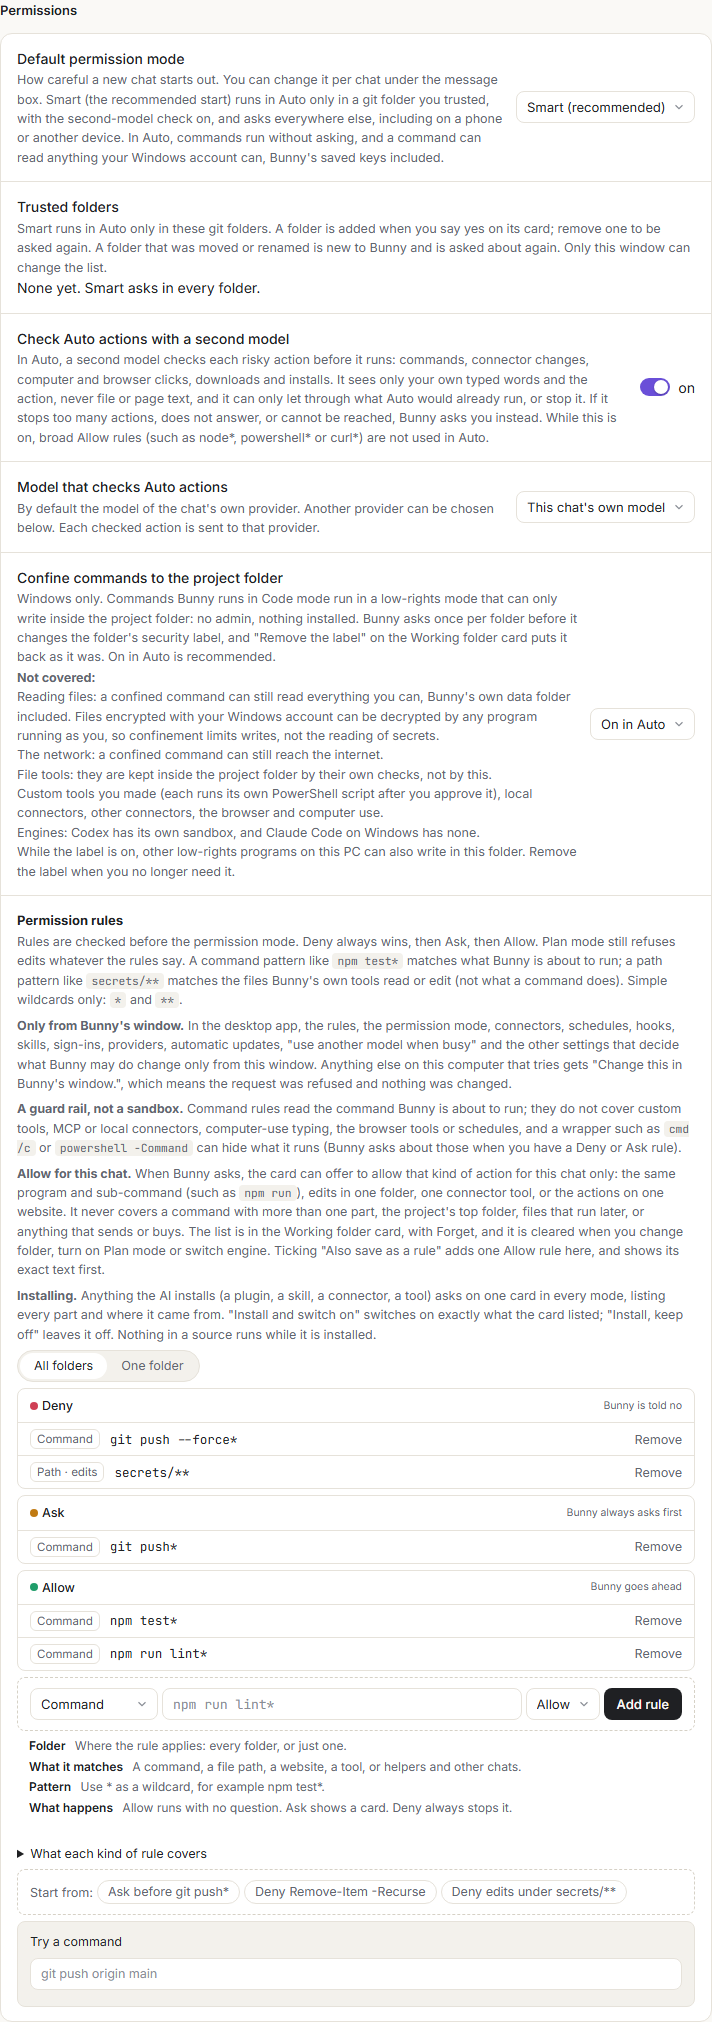 Permissions
Default permission mode
How careful a new chat starts out. You can change it per chat under the message
box. Smart (the recommended start) runs in Auto only in a git folder you trusted,
with the second-model check on, and asks everywhere else, including on a phone
or another device. In Auto, commands run without asking, and a command can
read anything your Windows account can, Bunny's saved keys included.
Smart (recommended)
Trusted folders
Smart runs in Auto only in these git folders. A folder is added when you say yes on its card; remove one to be
asked again. A folder that was moved or renamed is new to Bunny and is asked about again. Only this window can
change the list.
None yet. Smart asks in every folder.
Check Auto actions with a second model
In Auto, a second model checks each risky action before it runs: commands, connector changes,
computer and browser clicks, downloads and installs. It sees only your own typed words and the
action, never file or page text, and it can only let through what Auto would already run, or stop it. If it
stops too many actions, does not answer, or cannot be reached, Bunny asks you instead. While this is
on, broad Allow rules (such as node*, powershell* or curl*) are not used in Auto.
on
Model that checks Auto actions
By default the model of the chat's own provider. Another provider can be chosen
below. Each checked action is sent to that provider.
This chat's own model
Confine commands to the project folder
Windows only. Commands Bunny runs in Code mode run in a low-rights mode that can only
write inside the project folder: no admin, nothing installed. Bunny asks once per folder before it
changes the folder's security label, and "Remove the label" on the Working folder card puts it
back as it was. On in Auto is recommended.
Not covered:
Reading files: a confined command can still read everything you can, Bunny's own data folder
included. Files encrypted with your Windows account can be decrypted by any program
running as you, so confinement limits writes, not the reading of secrets.
The network: a confined command can still reach the internet.
File tools: they are kept inside the project folder by their own checks, not by this.
Custom tools you made (each runs its own PowerShell script after you approve it), local
connectors, other connectors, the browser and computer use.
Engines: Codex has its own sandbox, and Claude Code on Windows has none.
While the label is on, other low-rights programs on this PC can also write in this folder. Remove
the label when you no longer need it.
On in Auto
Permission rules
Rules are checked before the permission mode. Deny always wins, then Ask, then Allow. Plan mode still refuses
edits whatever the rules say. A command pattern like npm test* matches what Bunny is about to run; a path
pattern like secrets/** matches the files Bunny's own tools read or edit (not what a command does). Simple
wildcards only: * and **.
Only from Bunny's window. In the desktop app, the rules, the permission mode, connectors, schedules, hooks,
skills, sign-ins, providers, automatic updates, "use another model when busy" and the other settings that decide
what Bunny may do change only from this window. Anything else on this computer that tries gets "Change this in
Bunny's window.", which means the request was refused and nothing was changed.
A guard rail, not a sandbox. Command rules read the command Bunny is about to run; they do not cover custom
tools, MCP or local connectors, computer-use typing, the browser tools or schedules, and a wrapper such as cmd
/c or powershell -Command can hide what it runs (Bunny asks about those when you have a Deny or Ask rule).
Allow for this chat. When Bunny asks, the card can offer to allow that kind of action for this chat only: the same
program and sub-command (such as npm run), edits in one folder, one connector tool, or the actions on one
website. It never covers a command with more than one part, the project's top folder, files that run later, or
anything that sends or buys. The list is in the Working folder card, with Forget, and it is cleared when you change
folder, turn on Plan mode or switch engine. Ticking "Also save as a rule" adds one Allow rule here, and shows its
exact text first.
Installing. Anything the AI installs (a plugin, a skill, a connector, a tool) asks on one card in every mode, listing
every part and where it came from. "Install and switch on" switches on exactly what the card listed; "Install, keep
off" leaves it off. Nothing in a source runs while it is installed.
All folders One folder
Deny Bunny is told no
Command git push --force* Remove
Path · edits secrets/** Remove
Ask Bunny always asks first
Command git push* Remove
Allow Bunny goes ahead
Command npm test* Remove
Command npm run lint* Remove
Command npm run lint* Allow Add rule
Folder Where the rule applies: every folder, or just one.
What it matches A command, a file path, a website, a tool, or helpers and other chats.
Pattern Use * as a wildcard, for example npm test*.
What happens Allow runs with no question. Ask shows a card. Deny always stops it.
What each kind of rule covers
Start from: Ask before git push* Deny Remove-Item -Recurse Deny edits under secrets/**
Try a command
git push origin main